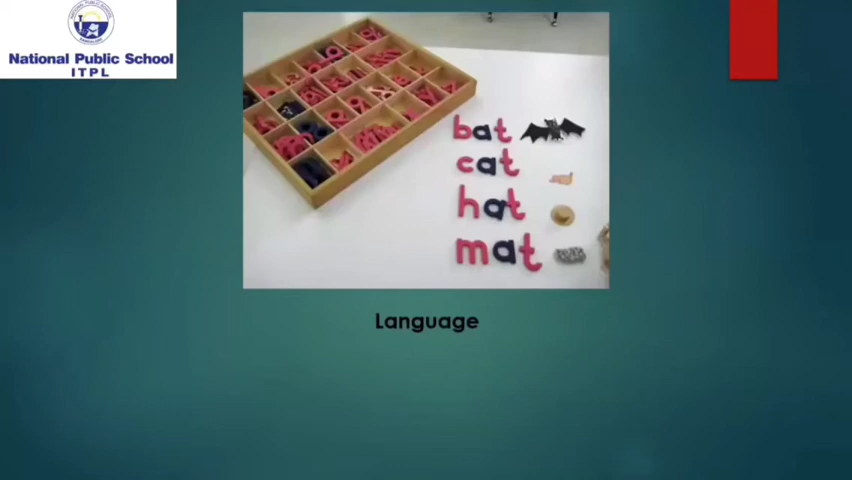 National Public School
ITPL
bat
cat
hat
mat
Language